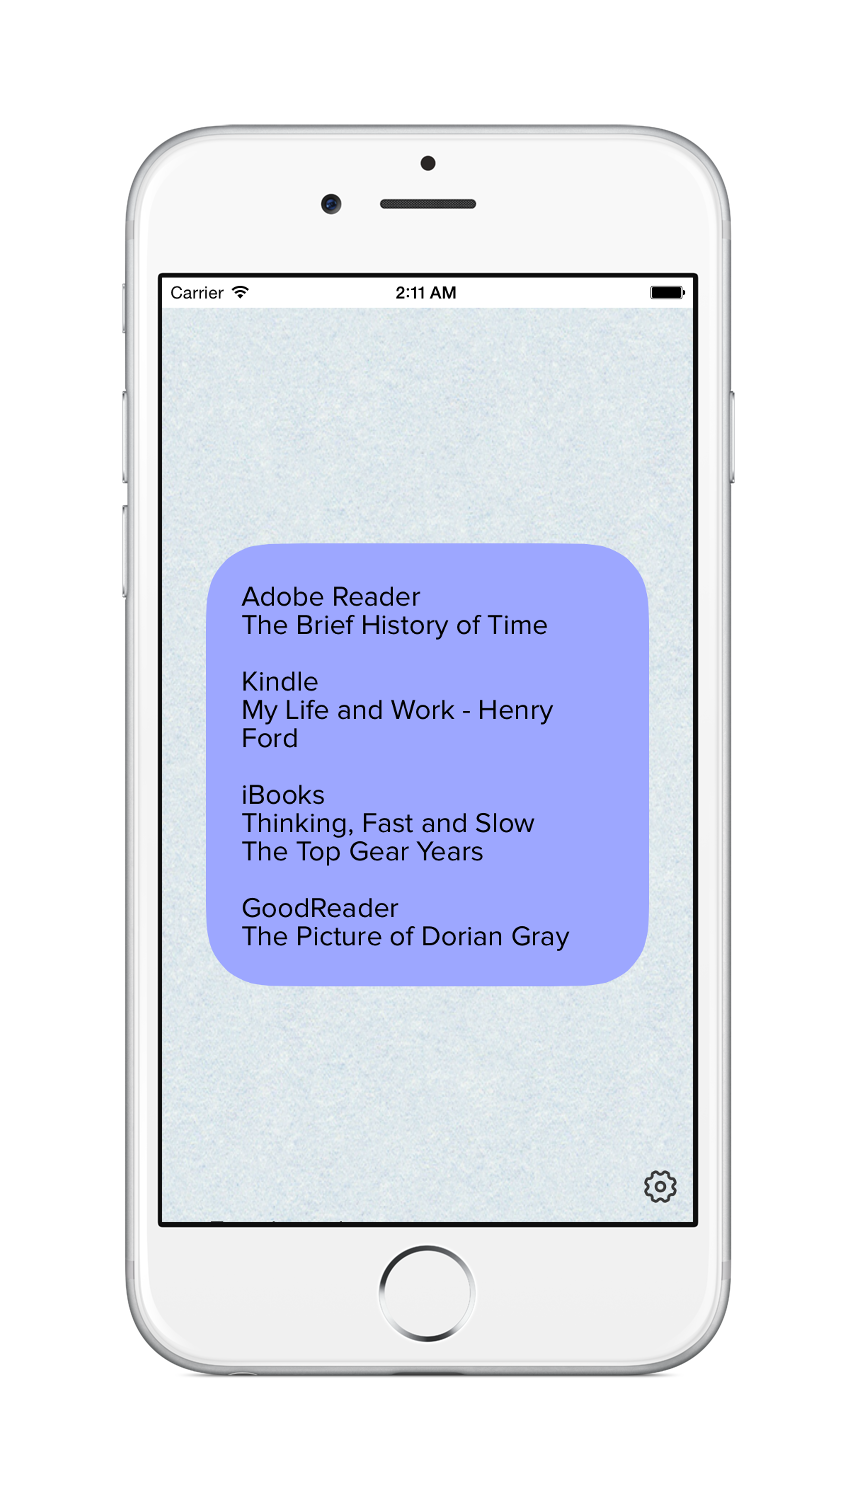 Carrier
2:11 AM
Adobe Reader
The Brief History of Time
Kindle
My Life and Work - Henry
Ford
iBooks
Thinking, Fast and Slow
The Top Gear Years
GoodReader
The Picture of Dorian Gray